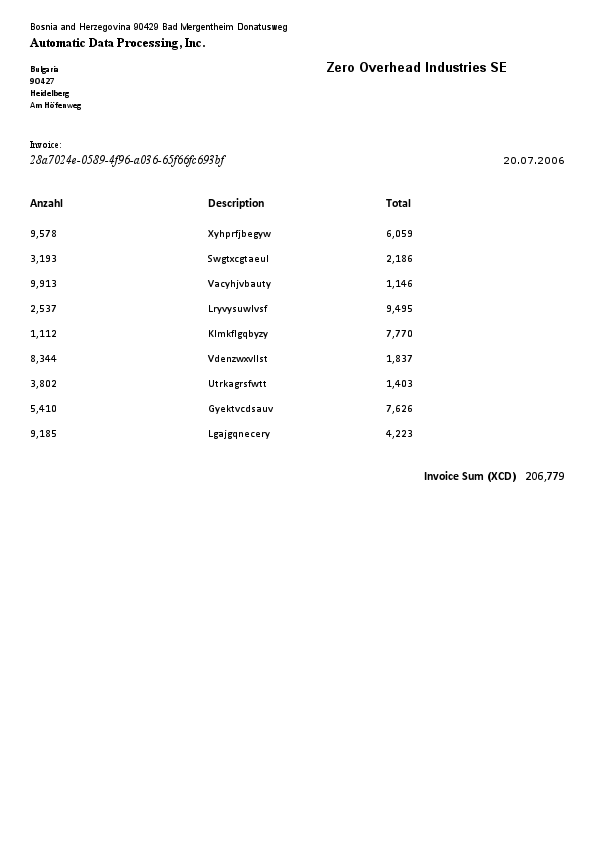 Bosnia and Herzegovina 90429 Bad Mergentheim Donatusweg
Automatic Data Processing, Inc.
Zero Overhead Industries SE
Bulgaria
90427
Heidelberg
Am Höfenweg
Invoice:
28a7024e-0589-4f96-a036-65f66fc693bf 20.07.2006
Anzahl Description Total
9,578 Xyhprfjbegyw 6,059
3,193 Swgtxcgtaeul 2,186
9,913 Vacyhjvbauty 1,146
2,537 Lryvysuwlvsf 9,495
1,112 Klmkflgqbyzy 7,770
8,344 Vdenzwxvllst 1,837
3,802 Utrkagrsfwtt 1,403
5,410 Gyektvcdsauv 7,626
9,185 Lgajgqnecery 4,223
Invoice Sum (XCD) 206,779